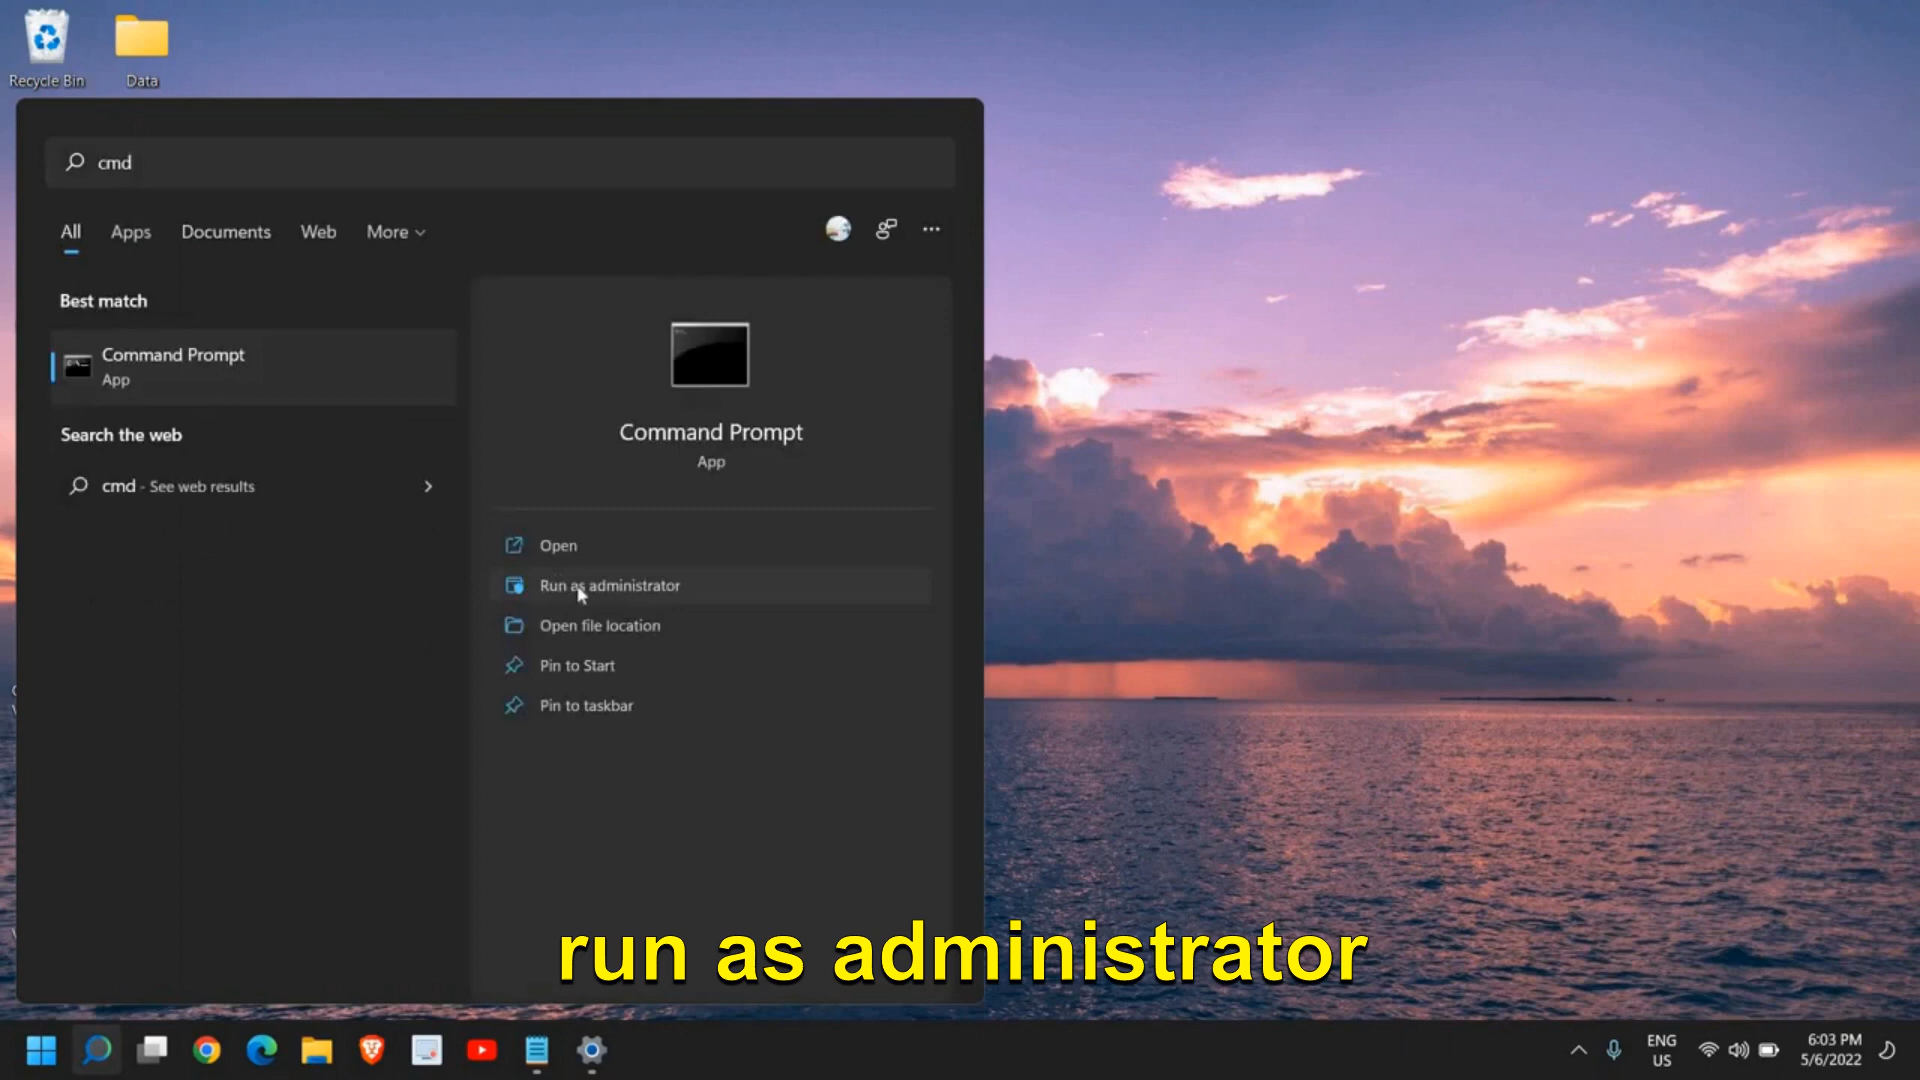 Recycle Bin
Data
cmd
All
Apps
Documents
Web
More
Best match
Command Prompt
App
Search the web
cmd - See web results
Command Prompt
App
Open
Run as administrator
Open file location
Pin to Start
Pin to taskbar
run as administrator
ENG
US
6:03 PM
5/6/2022